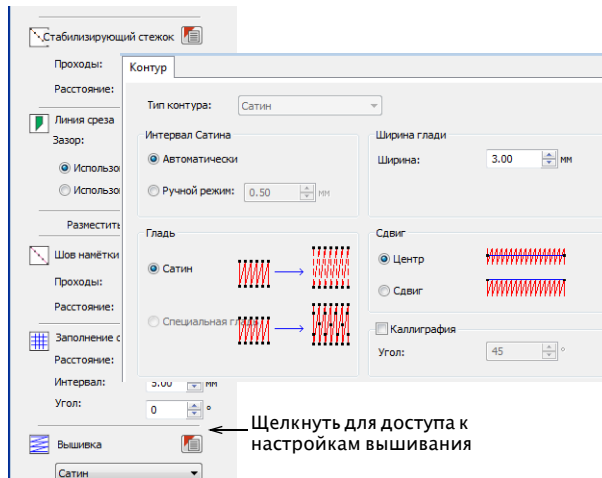 Стабилизирующий стежок
Проходы:
Расстояние:
Линия среза
Зазор:
Разместить
Шов намётки
Проходы:
Расстояние:
Заполнение с
Расстояние:
Интервал: 5.00 мм
Угол: 0 °
Вышивка
Сатин
Контур
Тип контура: Сатин
Интервал Сатина
Автоматически
Ручной режим: 0.50 мм
Ширина глади
Ширина: 3.00 мм
Гладь
Сатин
Специальная гладь
Сдвиг
Центр
Сдвиг
Каллиграфия
Угол: 45 °
Щелкнуть для доступа к
настройкам вышивания